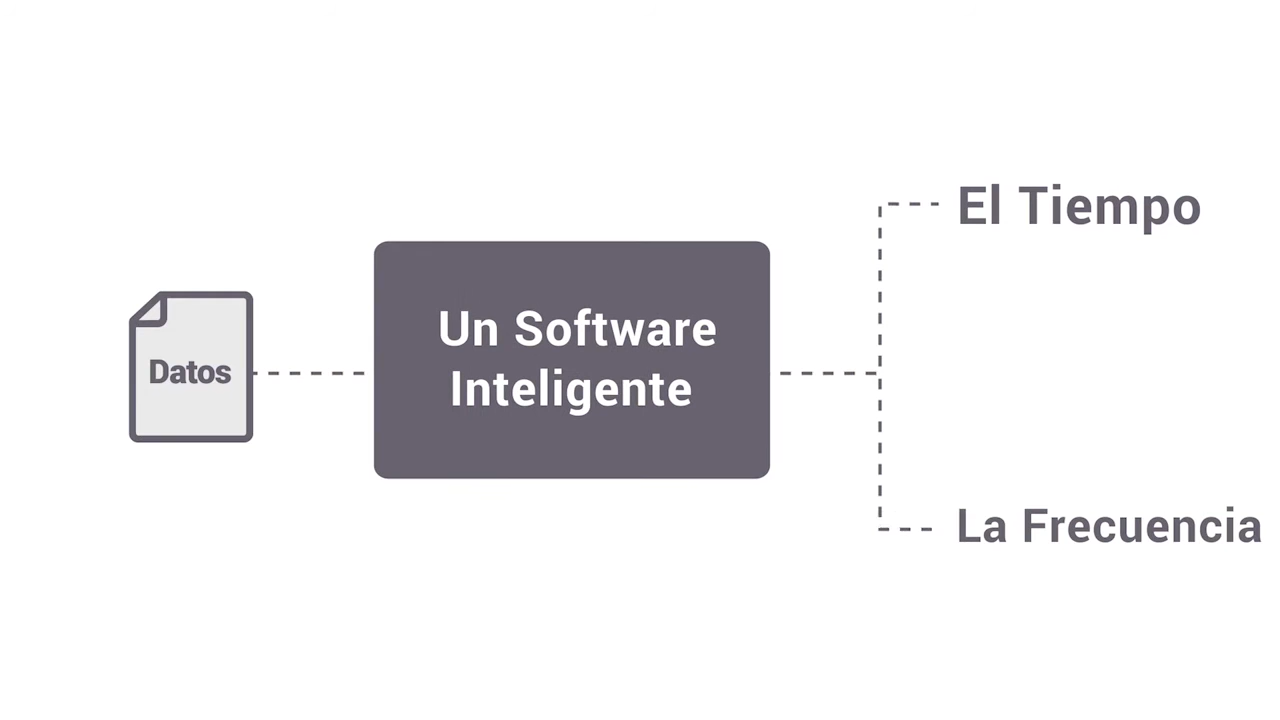 Datos
Un Software
Inteligente
El Tiempo
La Frecuencia